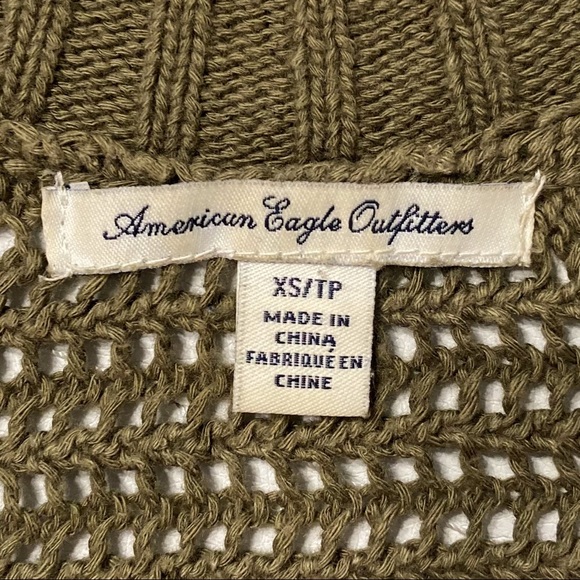 American Eagle Outfitters
XS/TP
MADE IN
CHINA
FABRIQUÉ EN
CHINE